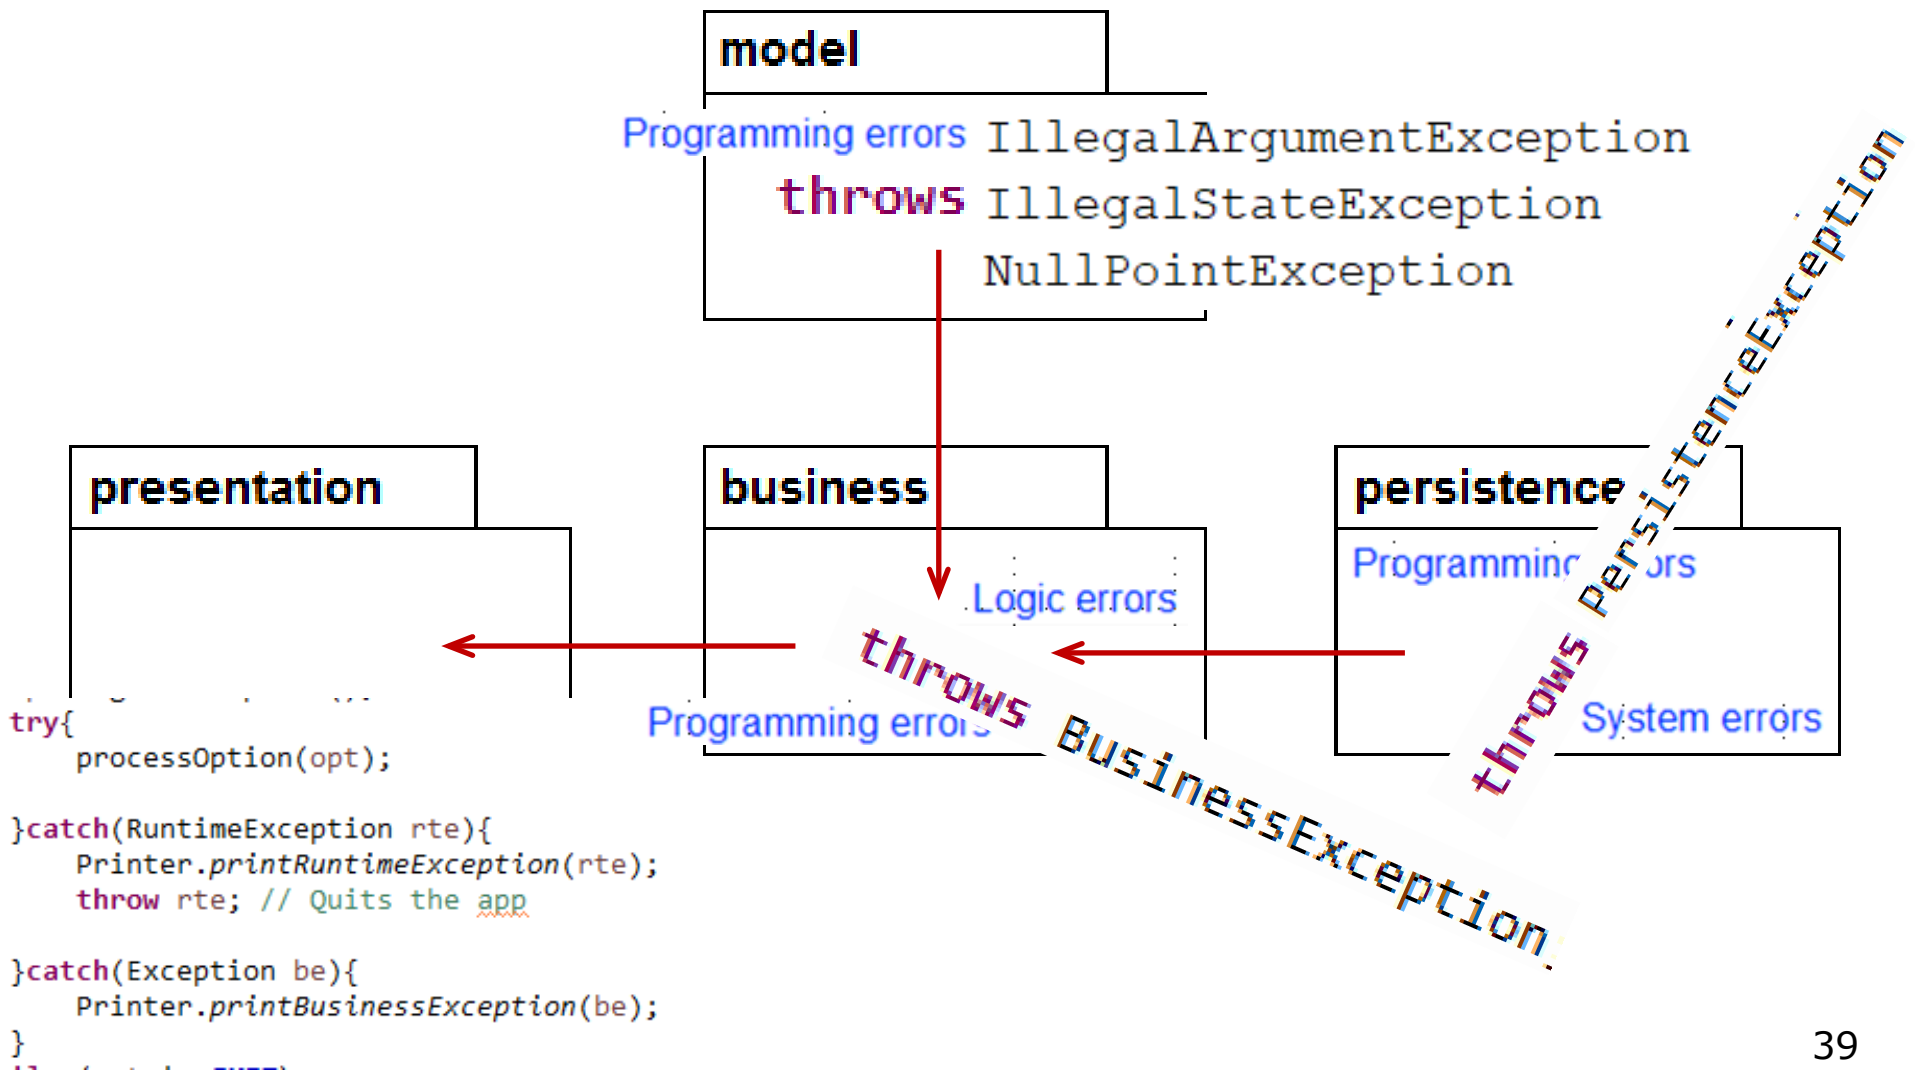 model
Programming errors IllegalArgumentException
throws IllegalStateException
NullPointException
presentation
business
Logic errors
throws BusinessException
Programming errors
persistence
Programming
throws PersistenceException
System errors
try{
processOption(opt);
}catch(RuntimeException rte){
Printer.printRuntimeException(rte);
throw rte; // Quits the app
}catch(Exception be){
Printer.printBusinessException(be);
}
39